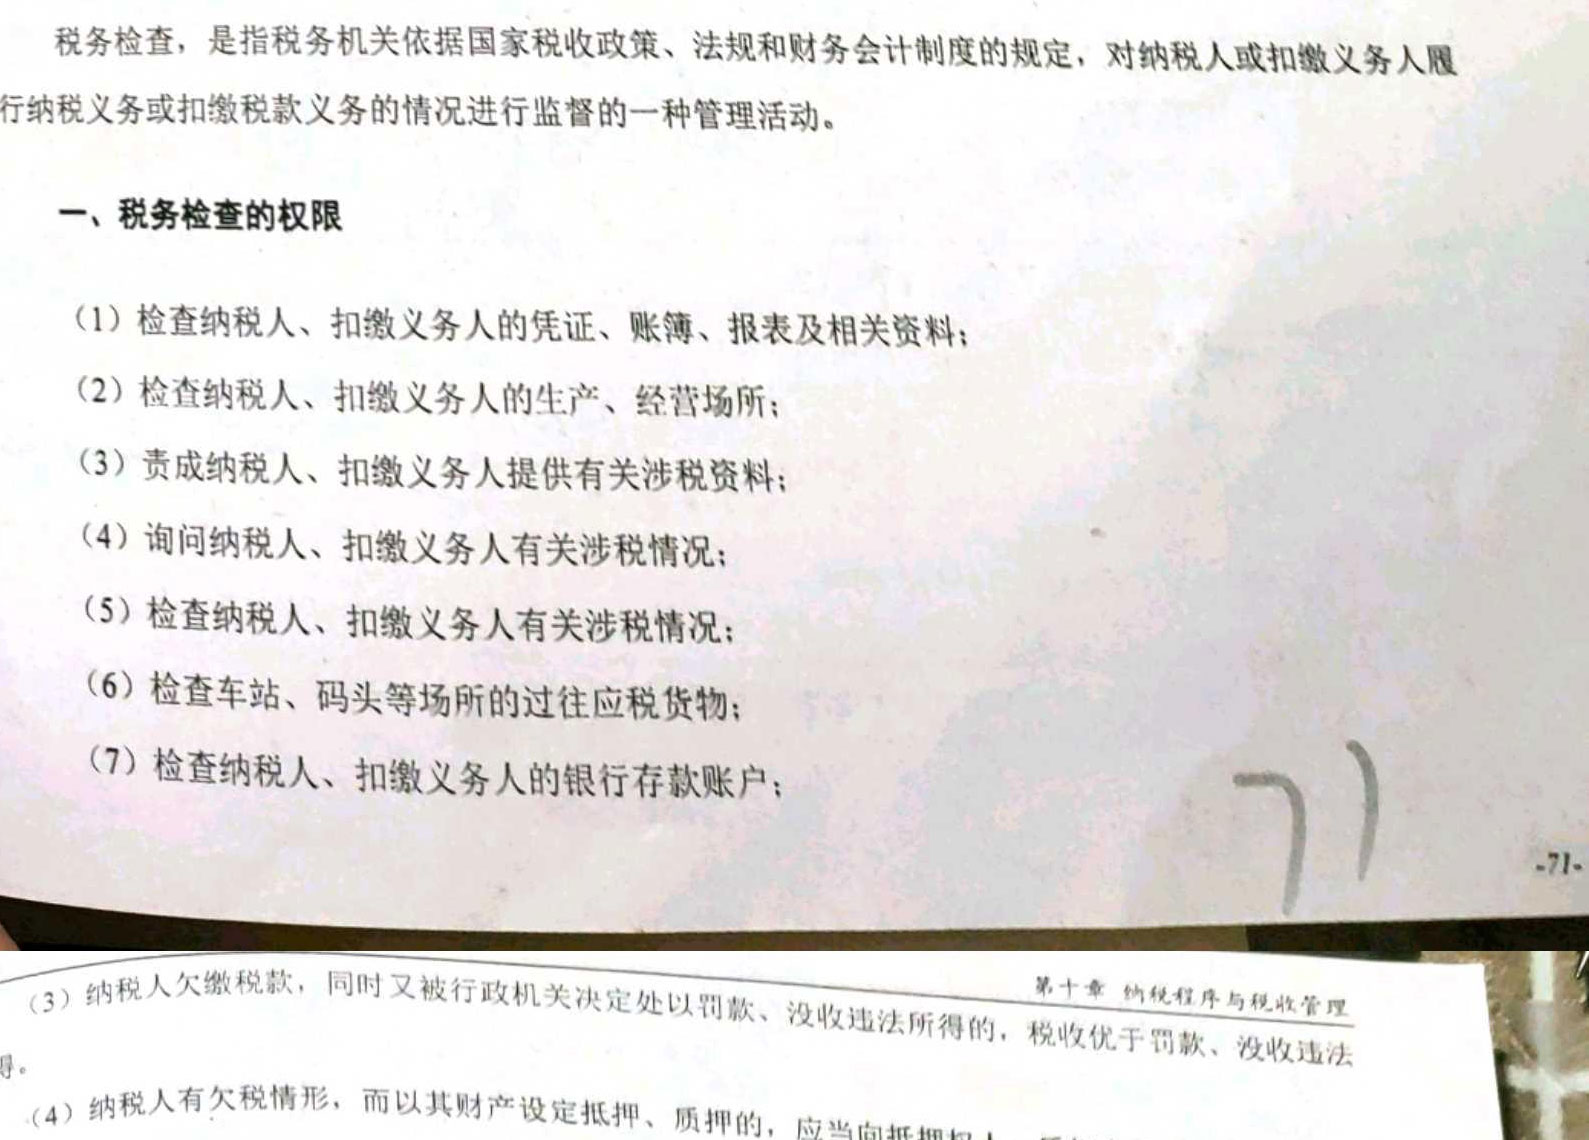 税务检查，是指税务机关依据国家税收政策、法规和财务会计制度的规定，对纳税人或扣缴义务人履
行纳税义务或扣缴税款义务的情况进行监督的一种管理活动。
一、税务检查的权限
（1）检查纳税人、扣缴义务人的凭证、账簿、报表及相关资料；
（2）检查纳税人、扣缴义务人的生产、经营场所；
（3）责成纳税人、扣缴义务人提供有关涉税资料；
（4）询问纳税人、扣缴义务人有关涉税情况；
（5）检查纳税人、扣缴义务人有关涉税情况；
（6）检查车站、码头等场所的过往应税货物；
（7）检查纳税人、扣缴义务人的银行存款账户；
71
-71-
第十章 纳税程序与税收管理
（3）纳税人欠缴税款，同时又被行政机关决定处以罚款、没收违法所得的，税收优于罚款、没收违法
得。
（4）纳税人有欠税情形，而以其财产设定抵押、质押的，应当向抵押权人